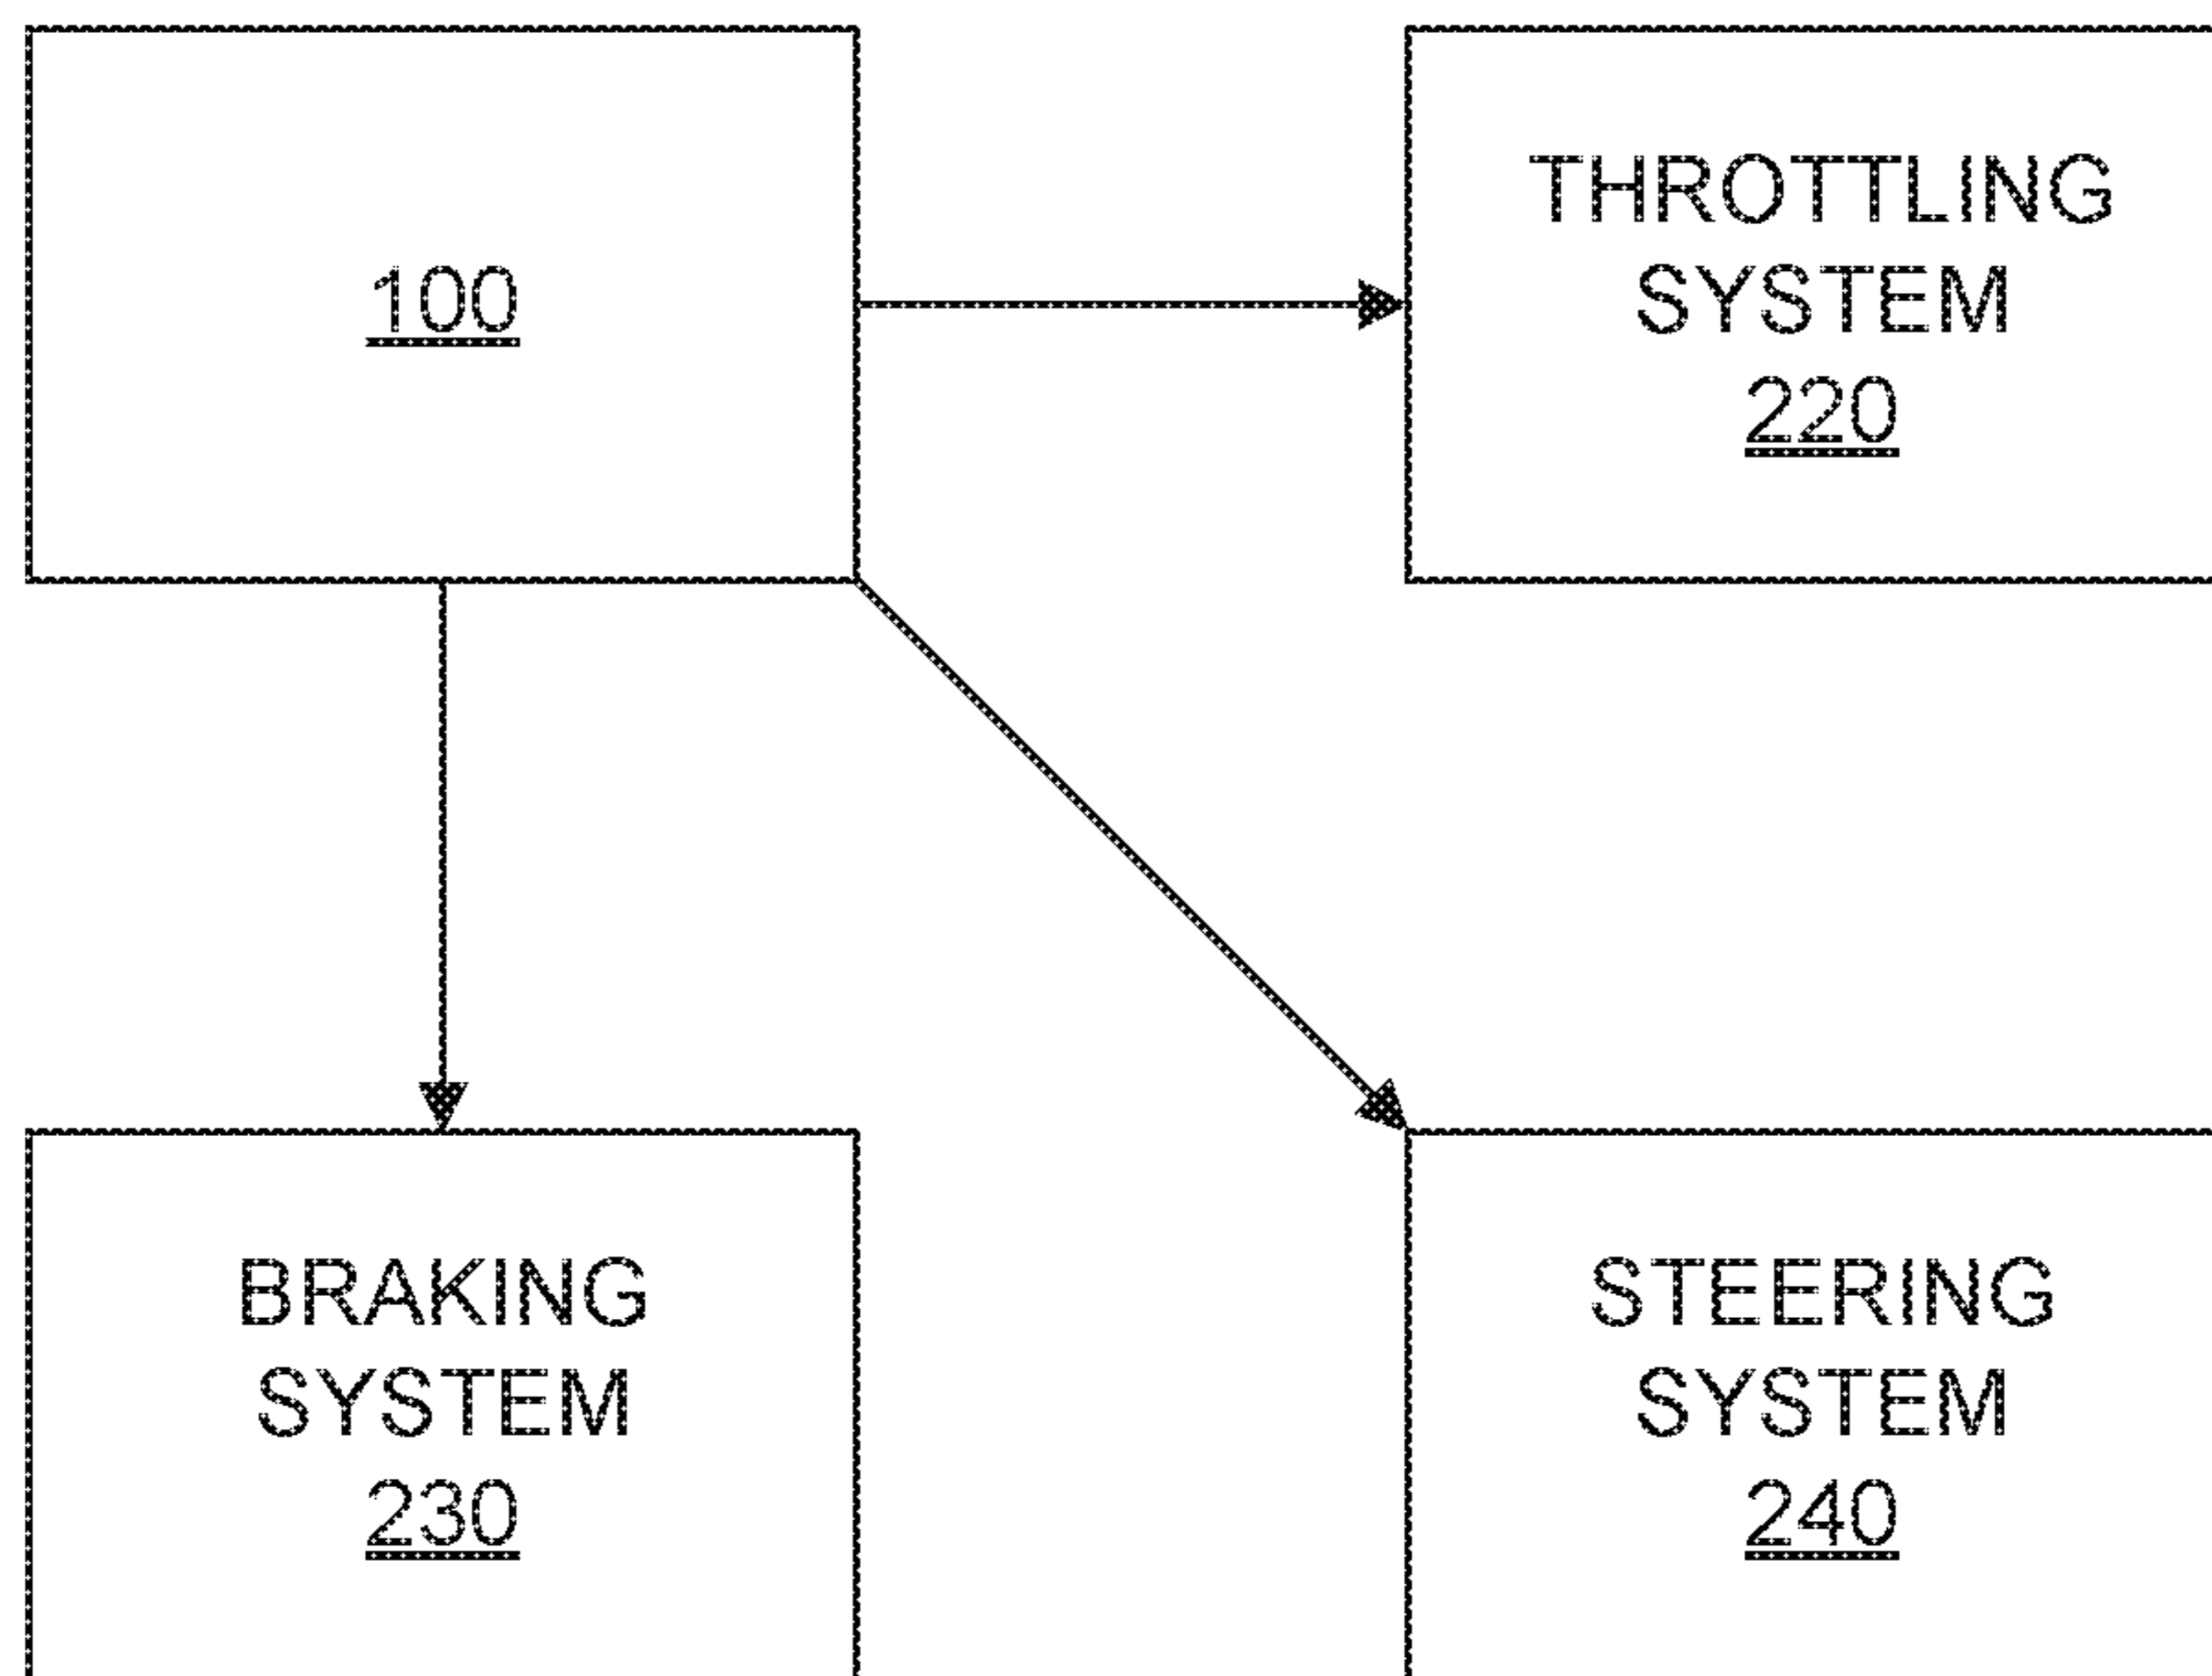 100
THROTTLING
SYSTEM
220
BRAKING
SYSTEM
230
STEERING
SYSTEM
240